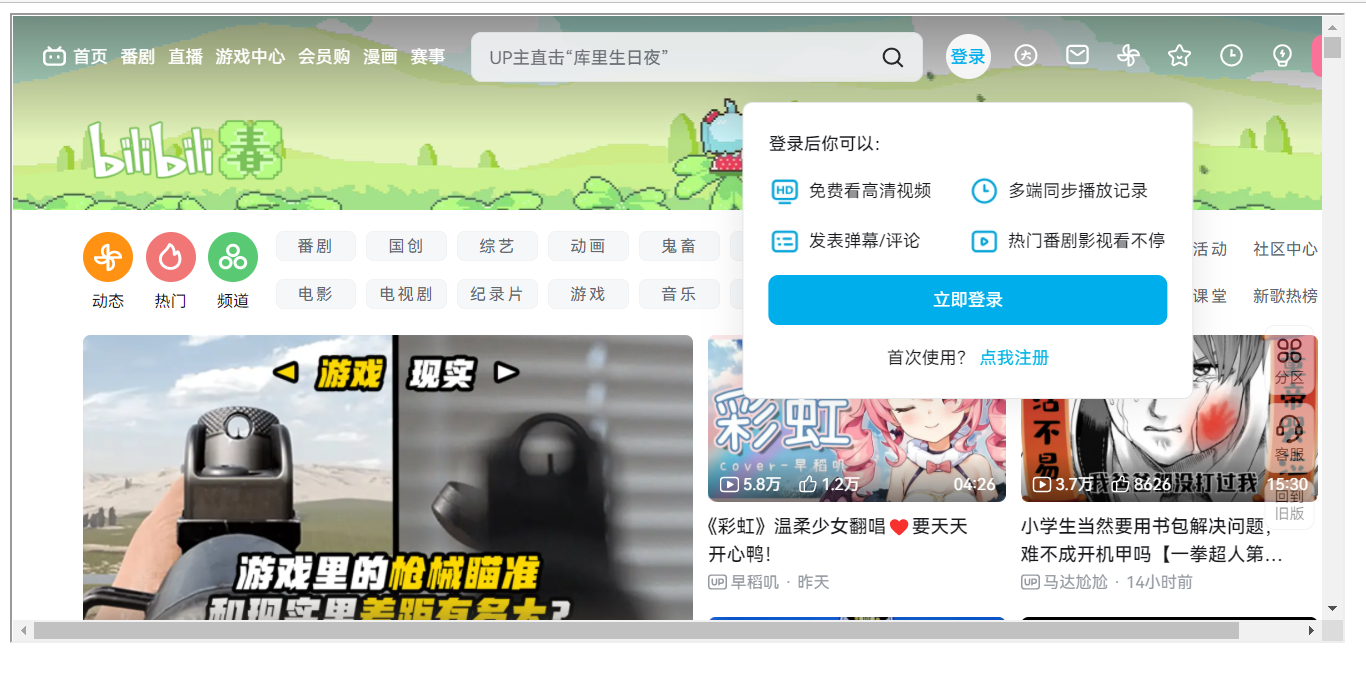 首页 番剧 直播 游戏中心 会员购 漫画 赛事
UP主直击“库里生日夜”
登录
bilibili 春
登录后你可以：
HD 免费看高清视频
多端同步播放记录
发表弹幕/评论
热门番剧影视看不停
立即登录
首次使用？ 点我注册
动态 热门 频道
番剧 国创 综艺 动画 鬼畜
活动 社区中心
电影 电视剧 纪录片 游戏 音乐
课堂 新歌热榜
游戏 现实
游戏里的枪械瞄准
和现实里差距有多大？
彩虹
cover-早稻叽
5.8万 1.2万 04:26
《彩虹》温柔少女翻唱❤️要天天
开心鸭！
UP 早稻叽 · 昨天
活不易
我爸爸都没打过我
3.7万 8626 15:30
小学生当然要用书包解决问题，
难不成开机甲吗【一拳超人第…
UP 马达尬尬 · 14小时前
分区
客服
回到
旧版